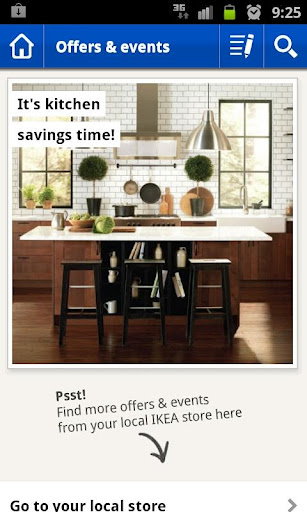 3G
9:25
Offers & events
It's kitchen
savings time!
Psst!
Find more offers & events
from your local IKEA store here
Go to your local store